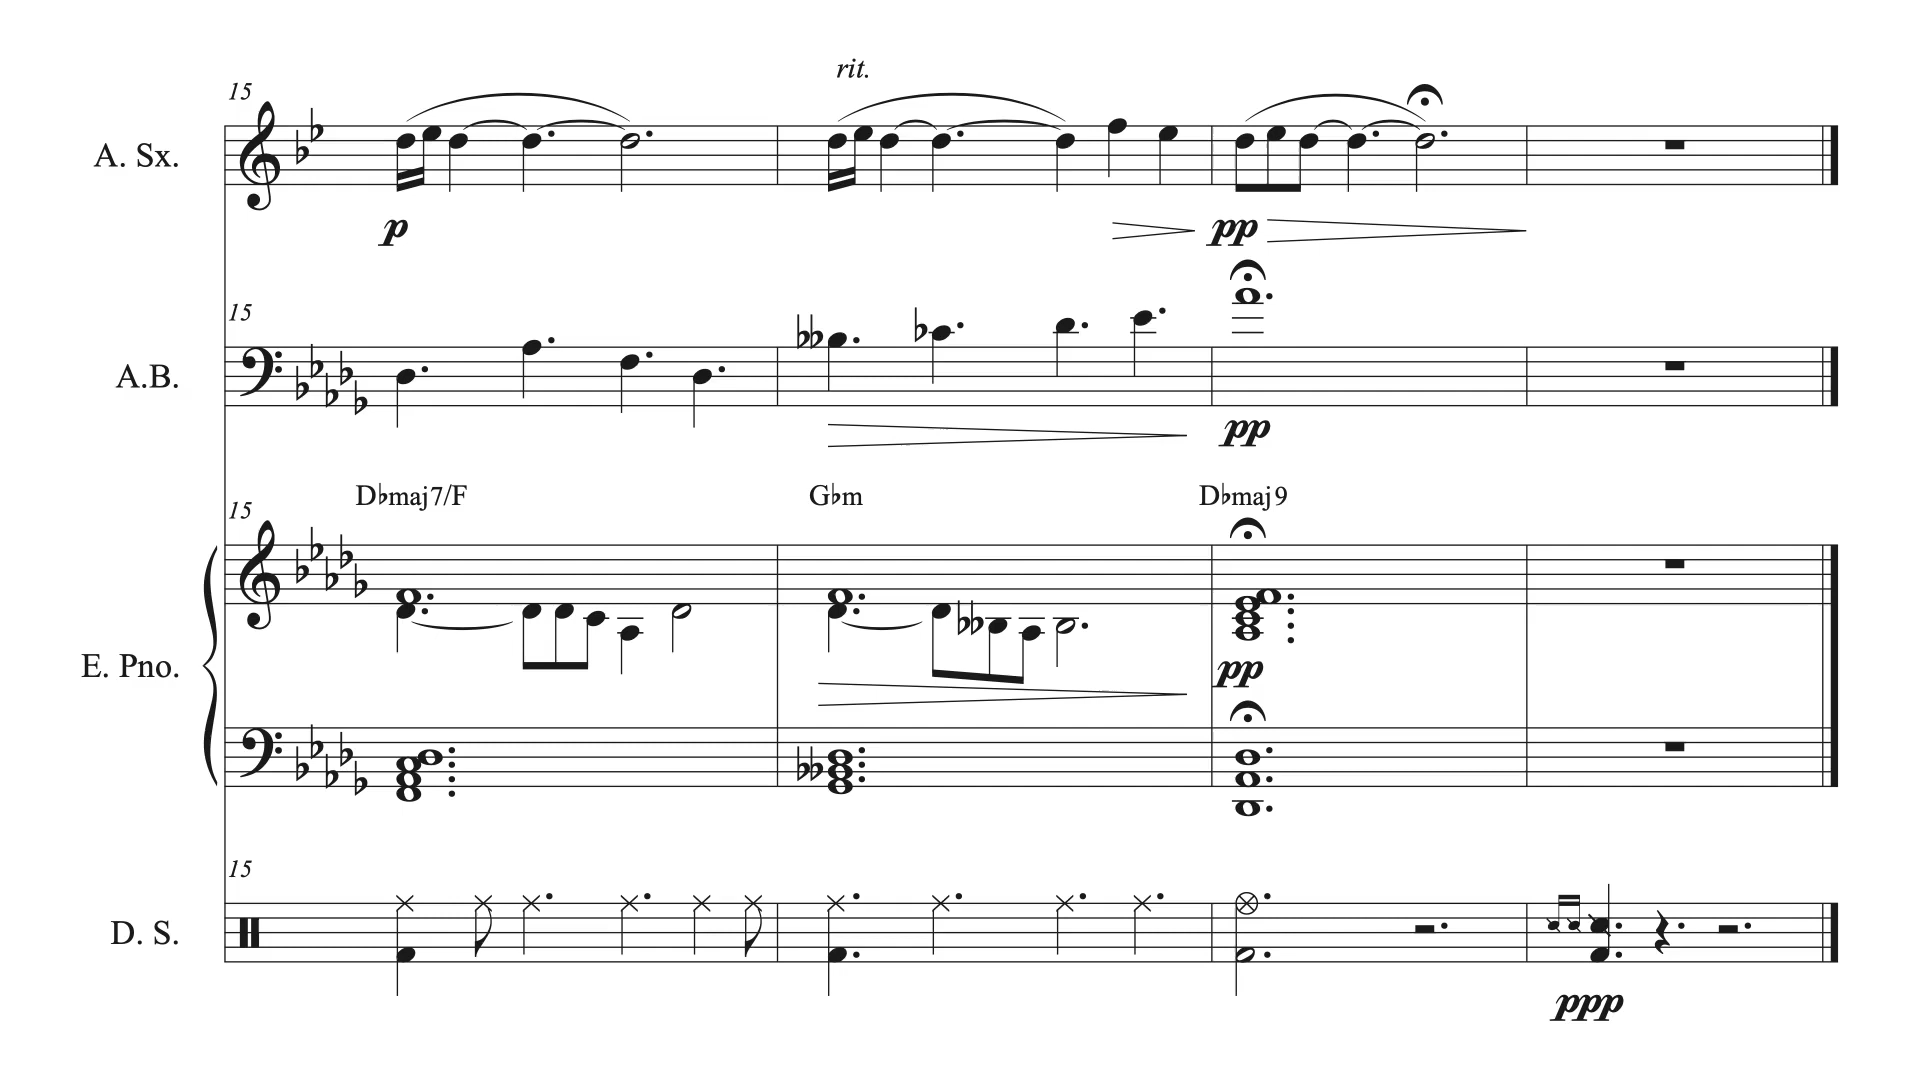 rit.
15
A. Sx.
p
pp
15
A.B.
pp
D♭maj7/F G♭m D♭maj9
15
E. Pno.
pp
15
D. S.
ppp